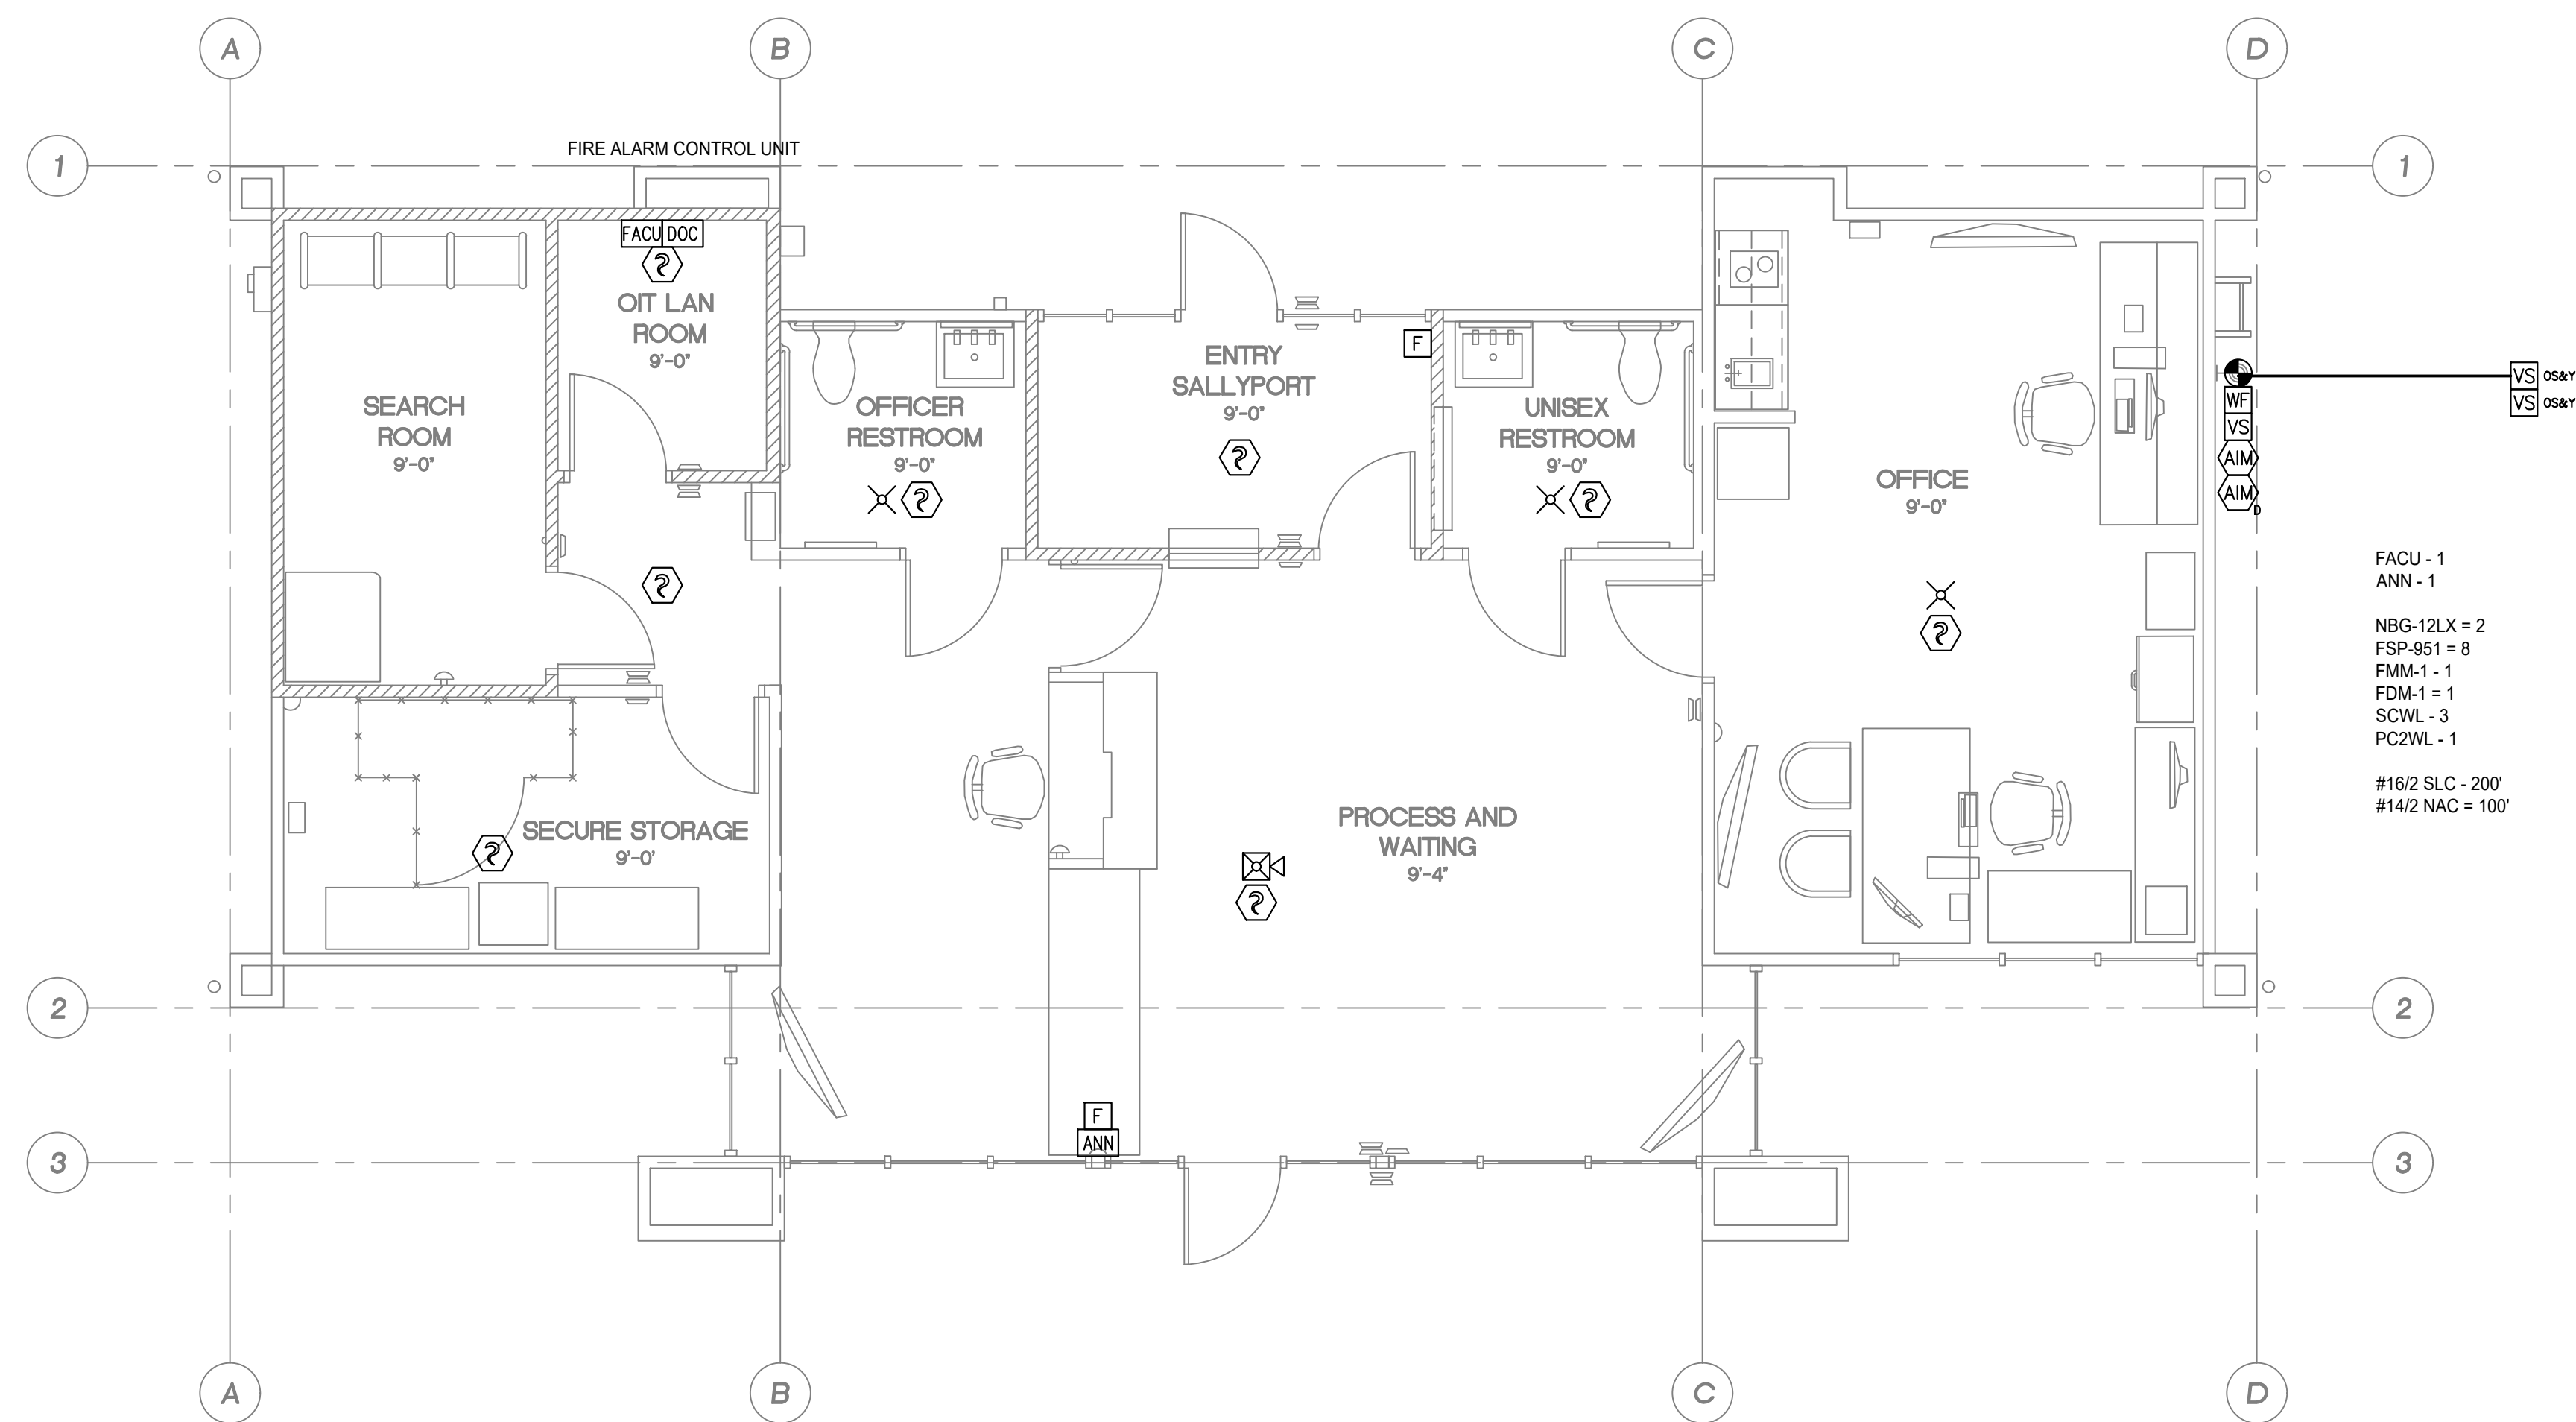 A
B
C
D
1
FIRE ALARM CONTROL UNIT
1
FACU
DOC
OIT LAN
ROOM
9'-0"
SEARCH
ROOM
9'-0"
OFFICER
RESTROOM
9'-0"
ENTRY
SALLYPORT
9'-0"
F
UNISEX
RESTROOM
9'-0"
OFFICE
9'-0"
VS OS&Y
VS OS&Y
WF
VS
AIM
AIM
D
FACU - 1
ANN - 1
NBG-12LX = 2
FSP-951 = 8
FMM-1 - 1
FDM-1 = 1
SCWL - 3
PC2WL - 1
#16/2 SLC - 200'
#14/2 NAC = 100'
SECURE STORAGE
9'-0'
PROCESS AND
WAITING
9'-4"
2
2
F
ANN
3
3
A
B
C
D